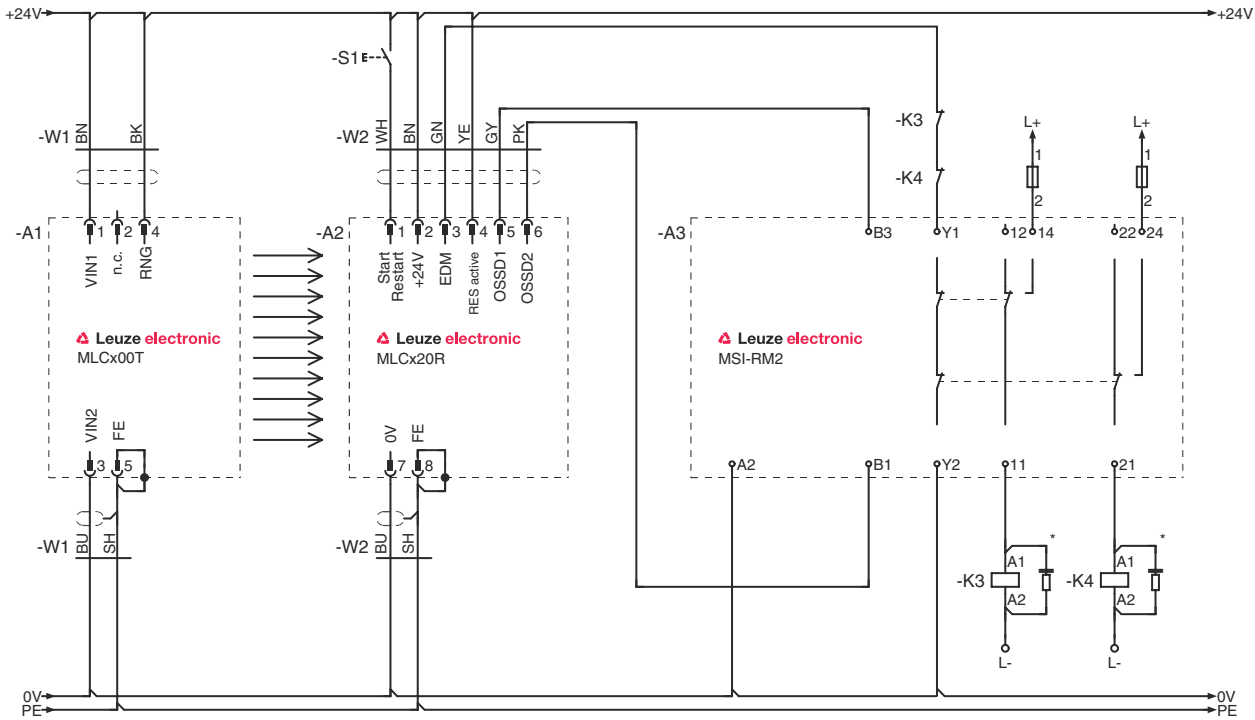 +24V
+24V
-S1
-W1
BN
BK
-W2
WH
BN
GN
YE
GY
PK
-K3
-K4
L+
1
2
L+
1
2
-A1
1
2
4
VIN1
n.c.
RNG
-A2
1
2
3
4
5
6
Start
Restart
+24V
EDM
RES active
OSSD1
OSSD2
-A3
B3
Y1
12
14
22
24
Leuze electronic
MLCx00T
Leuze electronic
MLCx20R
Leuze electronic
MSI-RM2
VIN2
FE
3
5
0V
FE
7
8
A2
B1
Y2
11
21
-W1
BU
SH
-W2
BU
SH
-K3
A1
A2
*
L-
-K4
A1
A2
*
L-
0V
0V
PE
PE